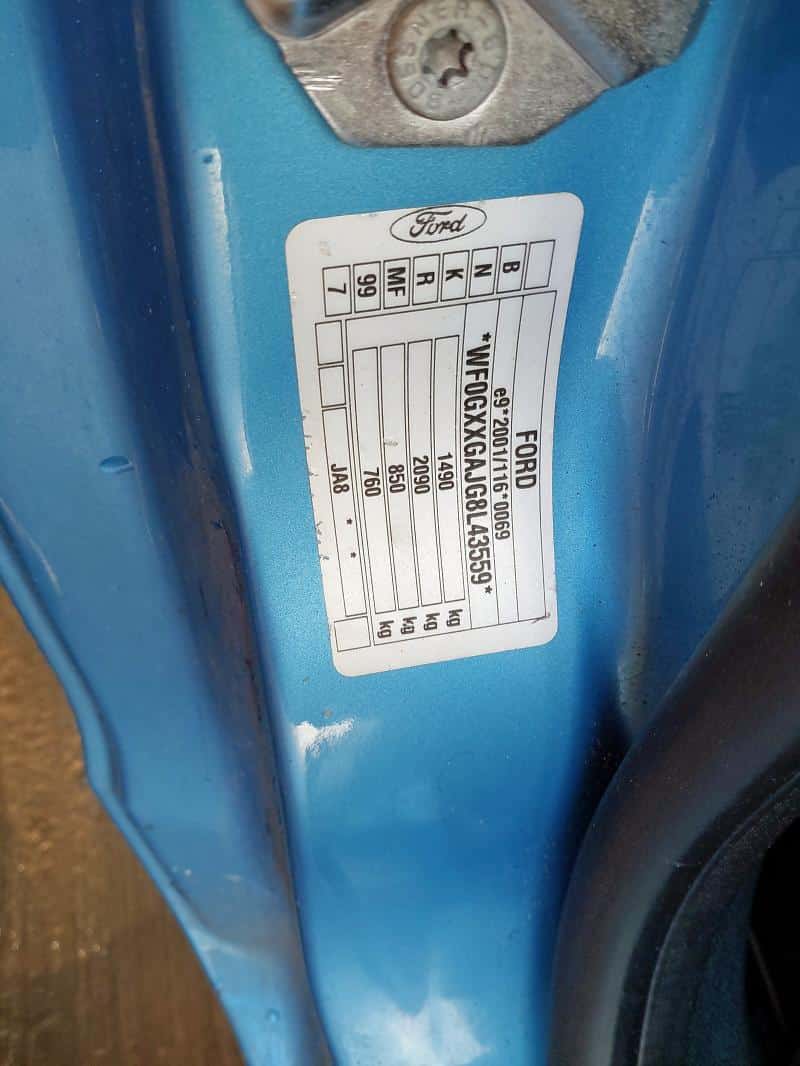 Ford
FORD
B
e9*2001/116*0069
N
*WF0GXXGAJG8L43559*
K
1490 kg
R
2090 kg
MF
850 kg
99
760 kg
7
JA8 * *